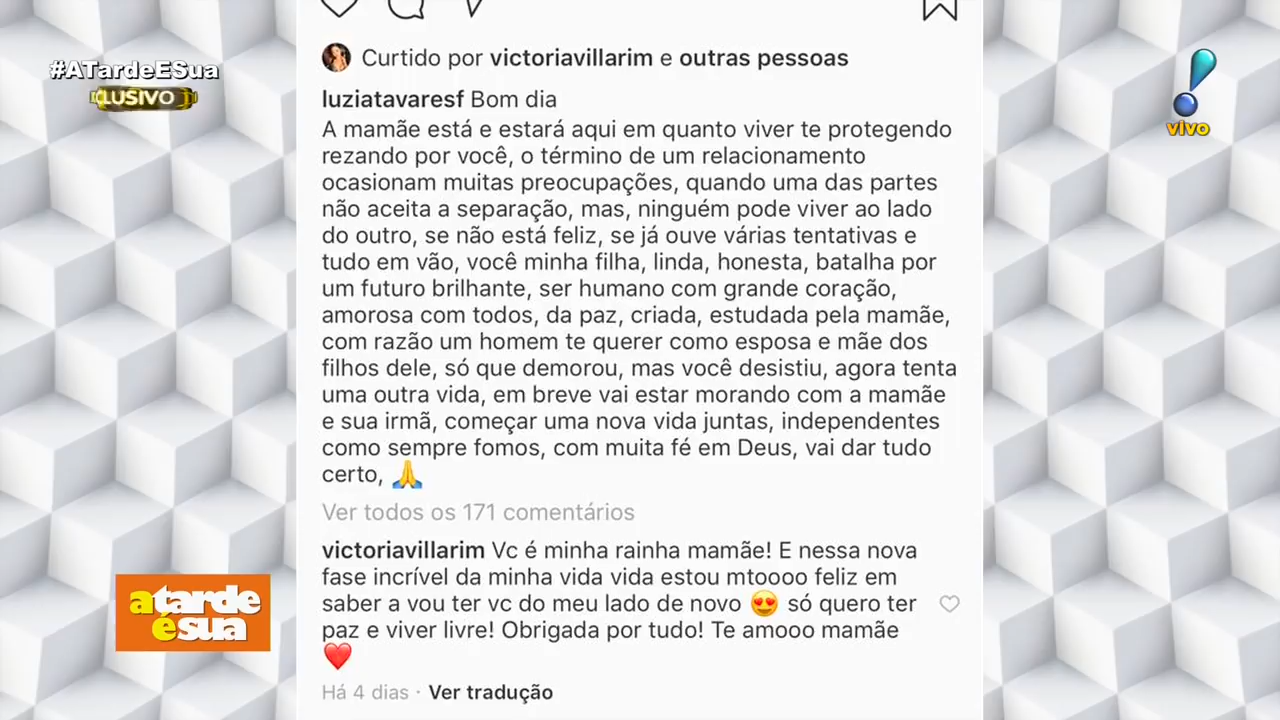 #ATardeESua
CLUSIVO
vivo
Curtido por victoriavillarim e outras pessoas
luziatavaresf Bom dia
A mamãe está e estará aqui em quanto viver te protegendo
rezando por você, o término de um relacionamento
ocasionam muitas preocupações, quando uma das partes
não aceita a separação, mas, ninguém pode viver ao lado
do outro, se não está feliz, se já ouve várias tentativas e
tudo em vão, você minha filha, linda, honesta, batalha por
um futuro brilhante, ser humano com grande coração,
amorosa com todos, da paz, criada, estudada pela mamãe,
com razão um homem te querer como esposa e mãe dos
filhos dele, só que demorou, mas você desistiu, agora tenta
uma outra vida, em breve vai estar morando com a mamãe
e sua irmã, começar uma nova vida juntas, independentes
como sempre fomos, com muita fé em Deus, vai dar tudo
certo, 🙏
Ver todos os 171 comentários
victoriavillarim Vc é minha rainha mamãe! E nessa nova
fase incrível da minha vida vida estou mtoooo feliz em
saber a vou ter vc do meu lado de novo 😍 só quero ter
paz e viver livre! Obrigada por tudo! Te amooo mamãe
❤️
Há 4 dias · Ver tradução
a tarde
é sua